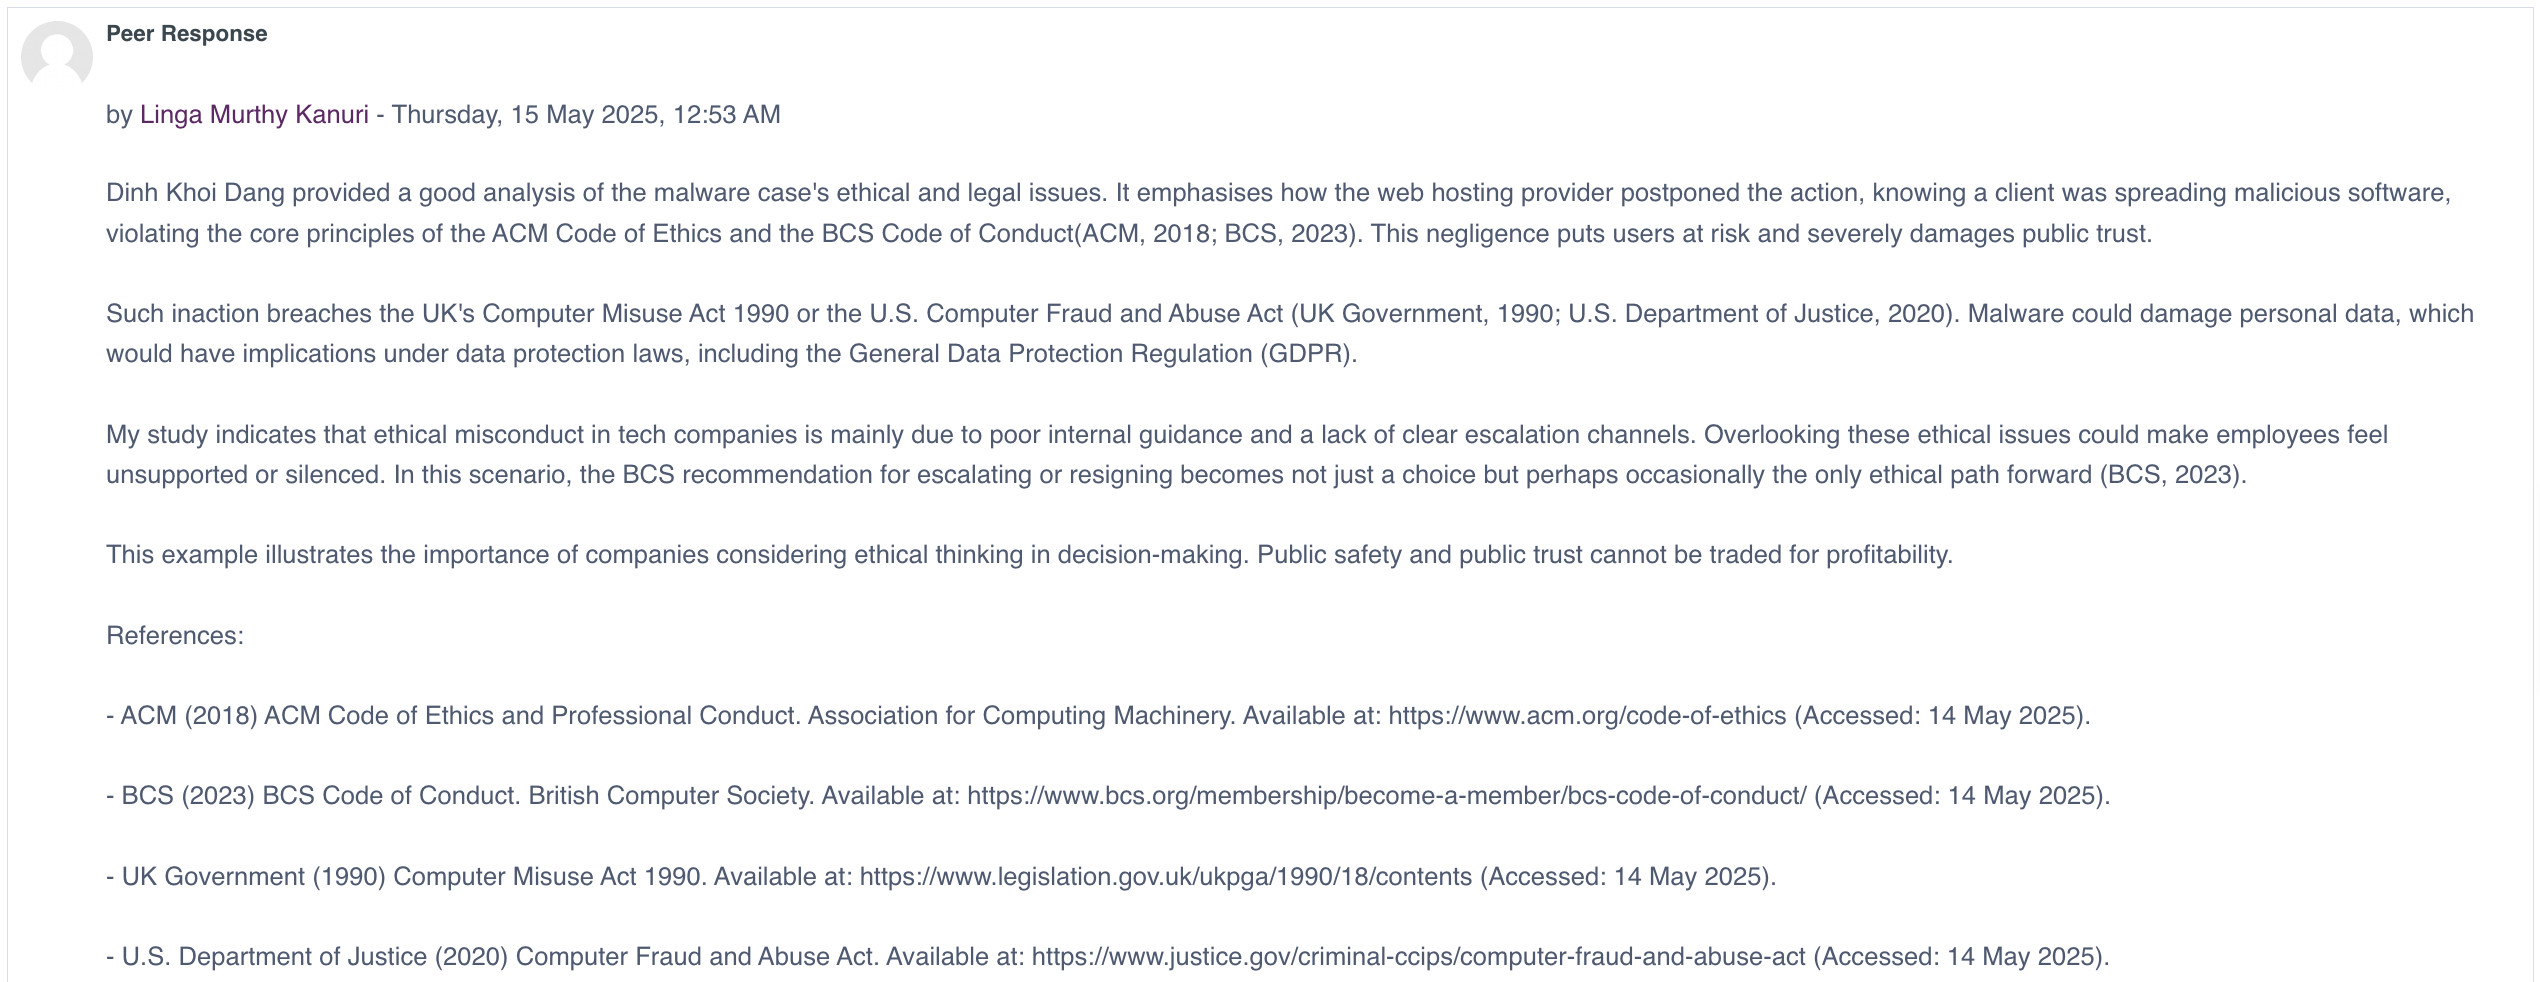 Peer Response
by Linga Murthy Kanuri - Thursday, 15 May 2025, 12:53 AM
Dinh Khoi Dang provided a good analysis of the malware case's ethical and legal issues. It emphasises how the web hosting provider postponed the action, knowing a client was spreading malicious software,
violating the core principles of the ACM Code of Ethics and the BCS Code of Conduct(ACM, 2018; BCS, 2023). This negligence puts users at risk and severely damages public trust.
Such inaction breaches the UK's Computer Misuse Act 1990 or the U.S. Computer Fraud and Abuse Act (UK Government, 1990; U.S. Department of Justice, 2020). Malware could damage personal data, which
would have implications under data protection laws, including the General Data Protection Regulation (GDPR).
My study indicates that ethical misconduct in tech companies is mainly due to poor internal guidance and a lack of clear escalation channels. Overlooking these ethical issues could make employees feel
unsupported or silenced. In this scenario, the BCS recommendation for escalating or resigning becomes not just a choice but perhaps occasionally the only ethical path forward (BCS, 2023).
This example illustrates the importance of companies considering ethical thinking in decision-making. Public safety and public trust cannot be traded for profitability.
References:
- ACM (2018) ACM Code of Ethics and Professional Conduct. Association for Computing Machinery. Available at: https://www.acm.org/code-of-ethics (Accessed: 14 May 2025).
- BCS (2023) BCS Code of Conduct. British Computer Society. Available at: https://www.bcs.org/membership/become-a-member/bcs-code-of-conduct/ (Accessed: 14 May 2025).
- UK Government (1990) Computer Misuse Act 1990. Available at: https://www.legislation.gov.uk/ukpga/1990/18/contents (Accessed: 14 May 2025).
- U.S. Department of Justice (2020) Computer Fraud and Abuse Act. Available at: https://www.justice.gov/criminal-ccips/computer-fraud-and-abuse-act (Accessed: 14 May 2025).